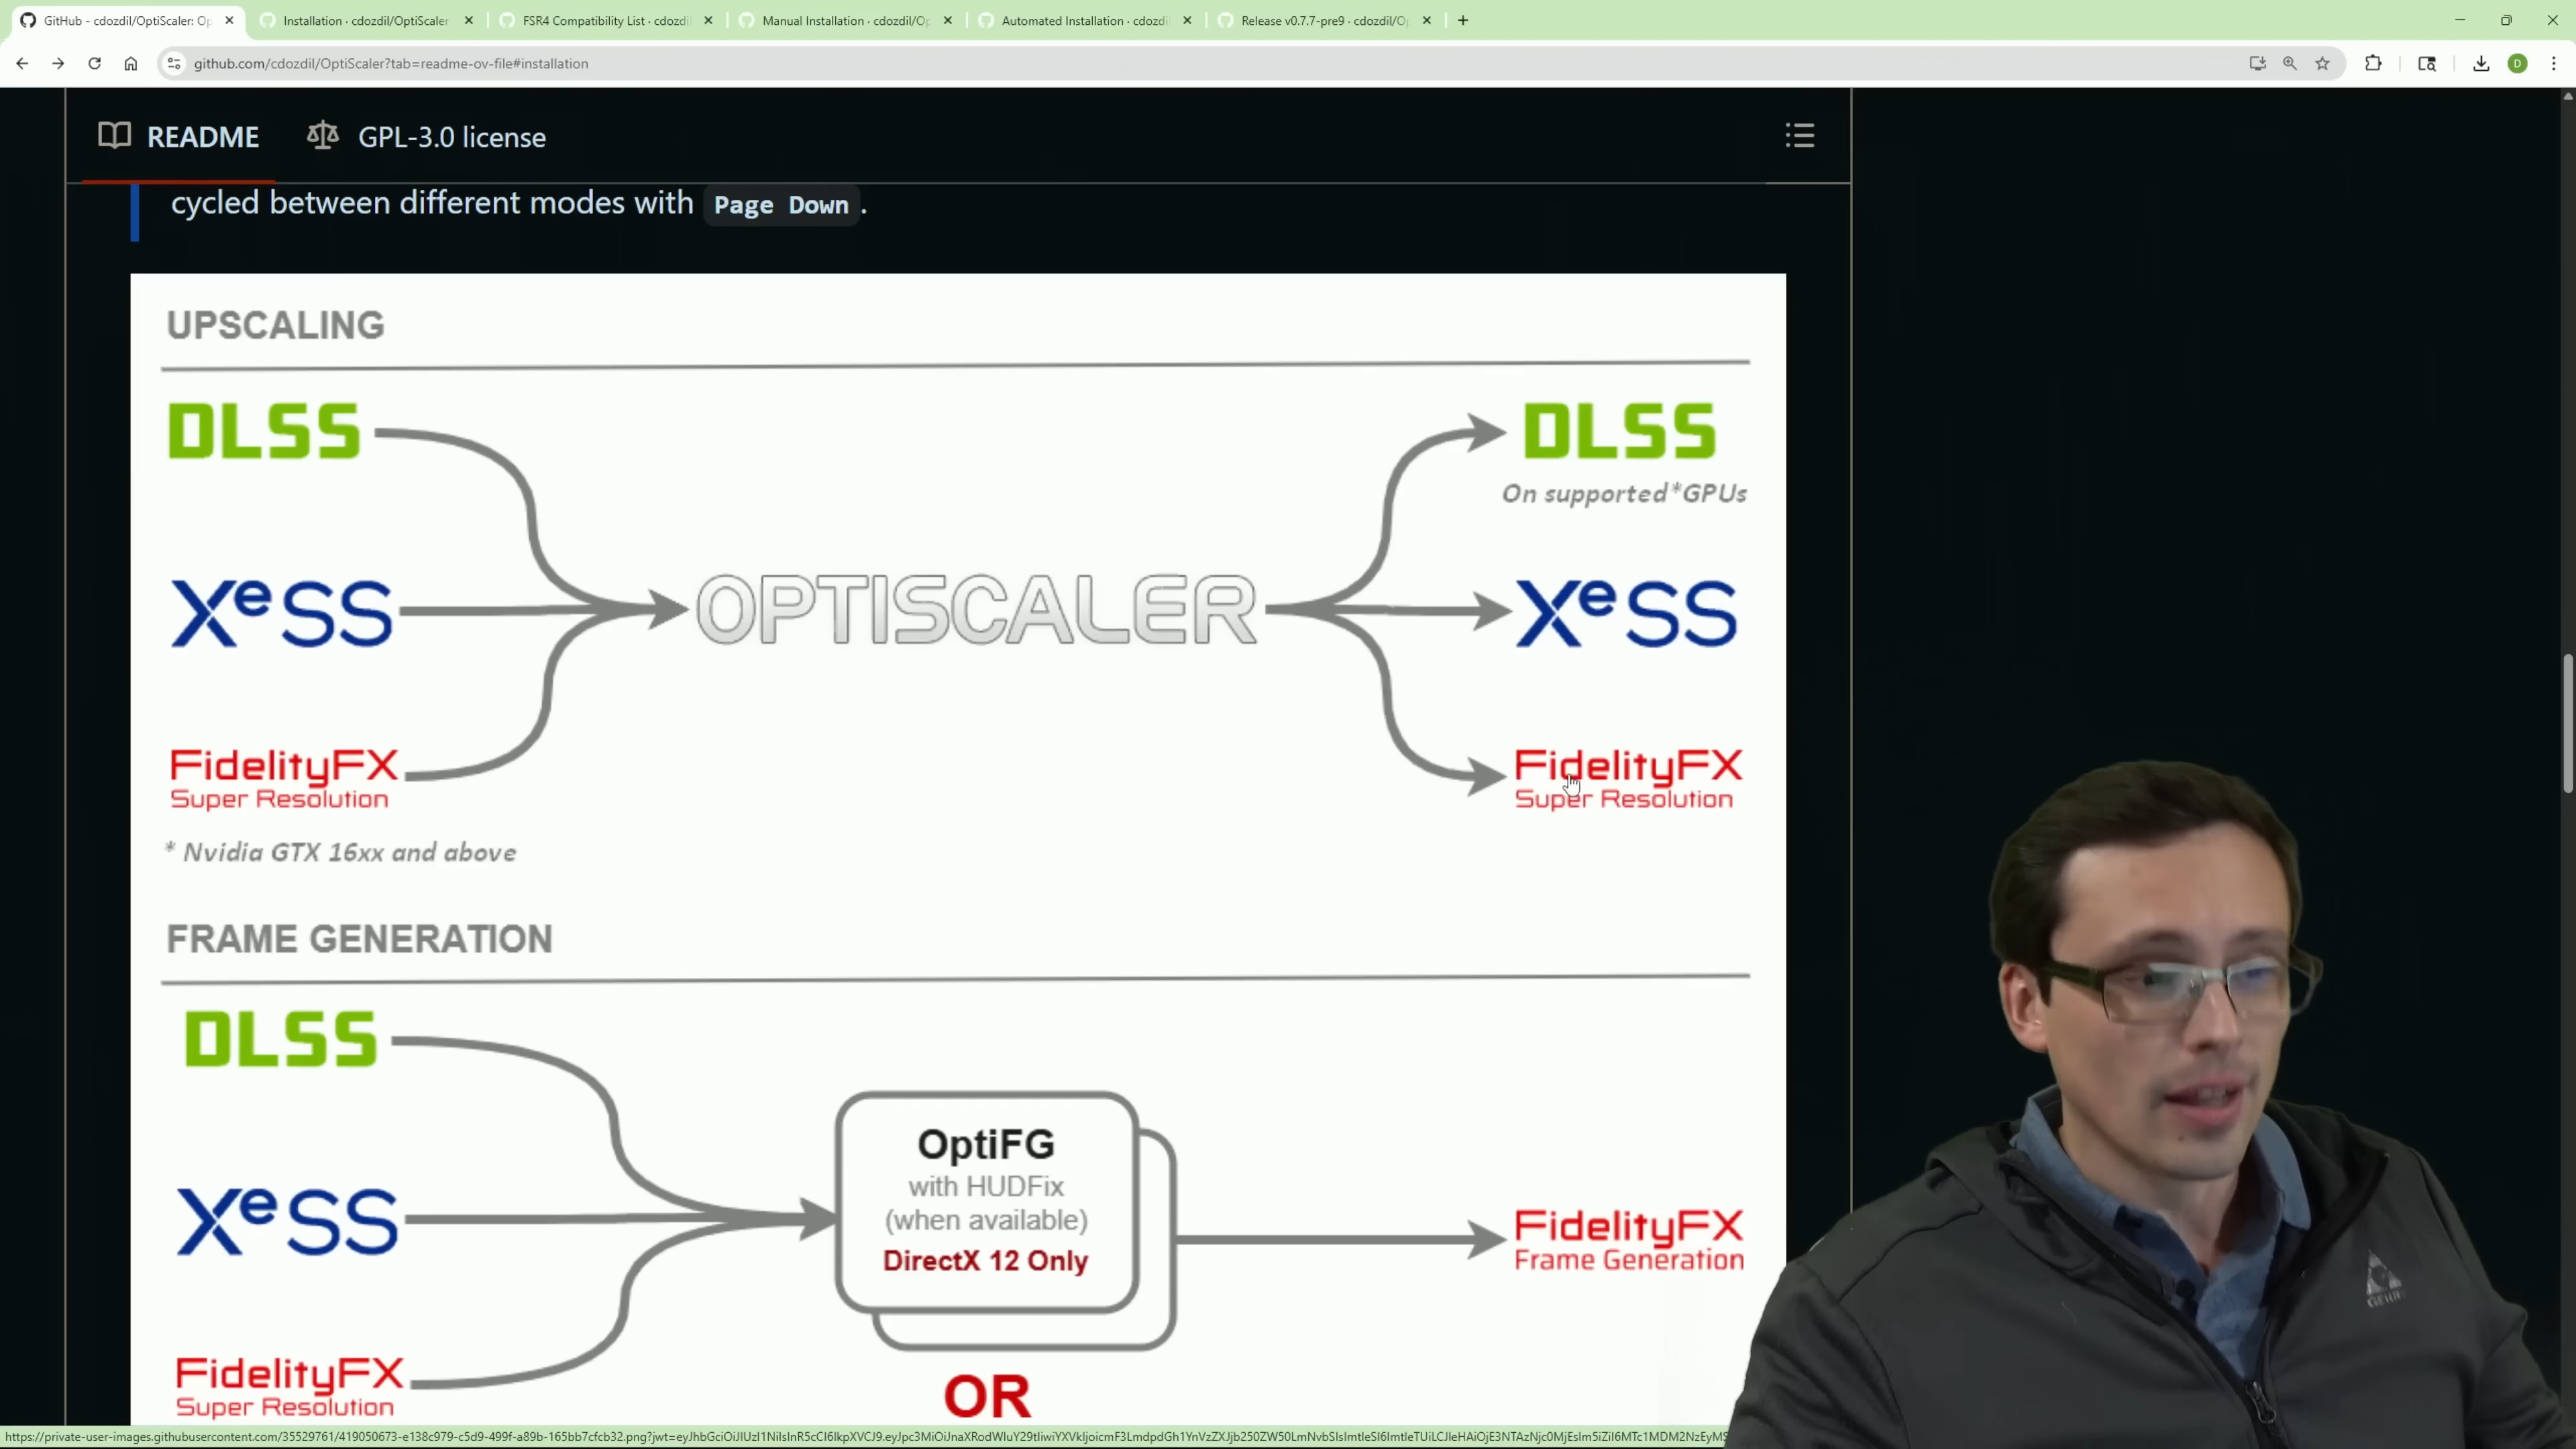 GitHub - cdozdil/OptiScaler: Op
Installation · cdozdil/OptiScaler
FSR4 Compatibility List · cdozdi
Manual Installation · cdozdil/Op
Automated Installation · cdozdi
Release v0.7.7-pre9 · cdozdil/Op
github.com/cdozdil/OptiScaler?tab=readme-ov-file#installation
D
README
GPL-3.0 license
cycled between different modes with Page Down.
UPSCALING
DLSS
DLSS
On supported*GPUs
XeSS
OPTISCALER
XeSS
FidelityFX
Super Resolution
FidelityFX
Super Resolution
* Nvidia GTX 16xx and above
FRAME GENERATION
DLSS
OptiFG
with HUDFix
(when available)
DirectX 12 Only
XeSS
FidelityFX
Frame Generation
FidelityFX
Super Resolution
OR